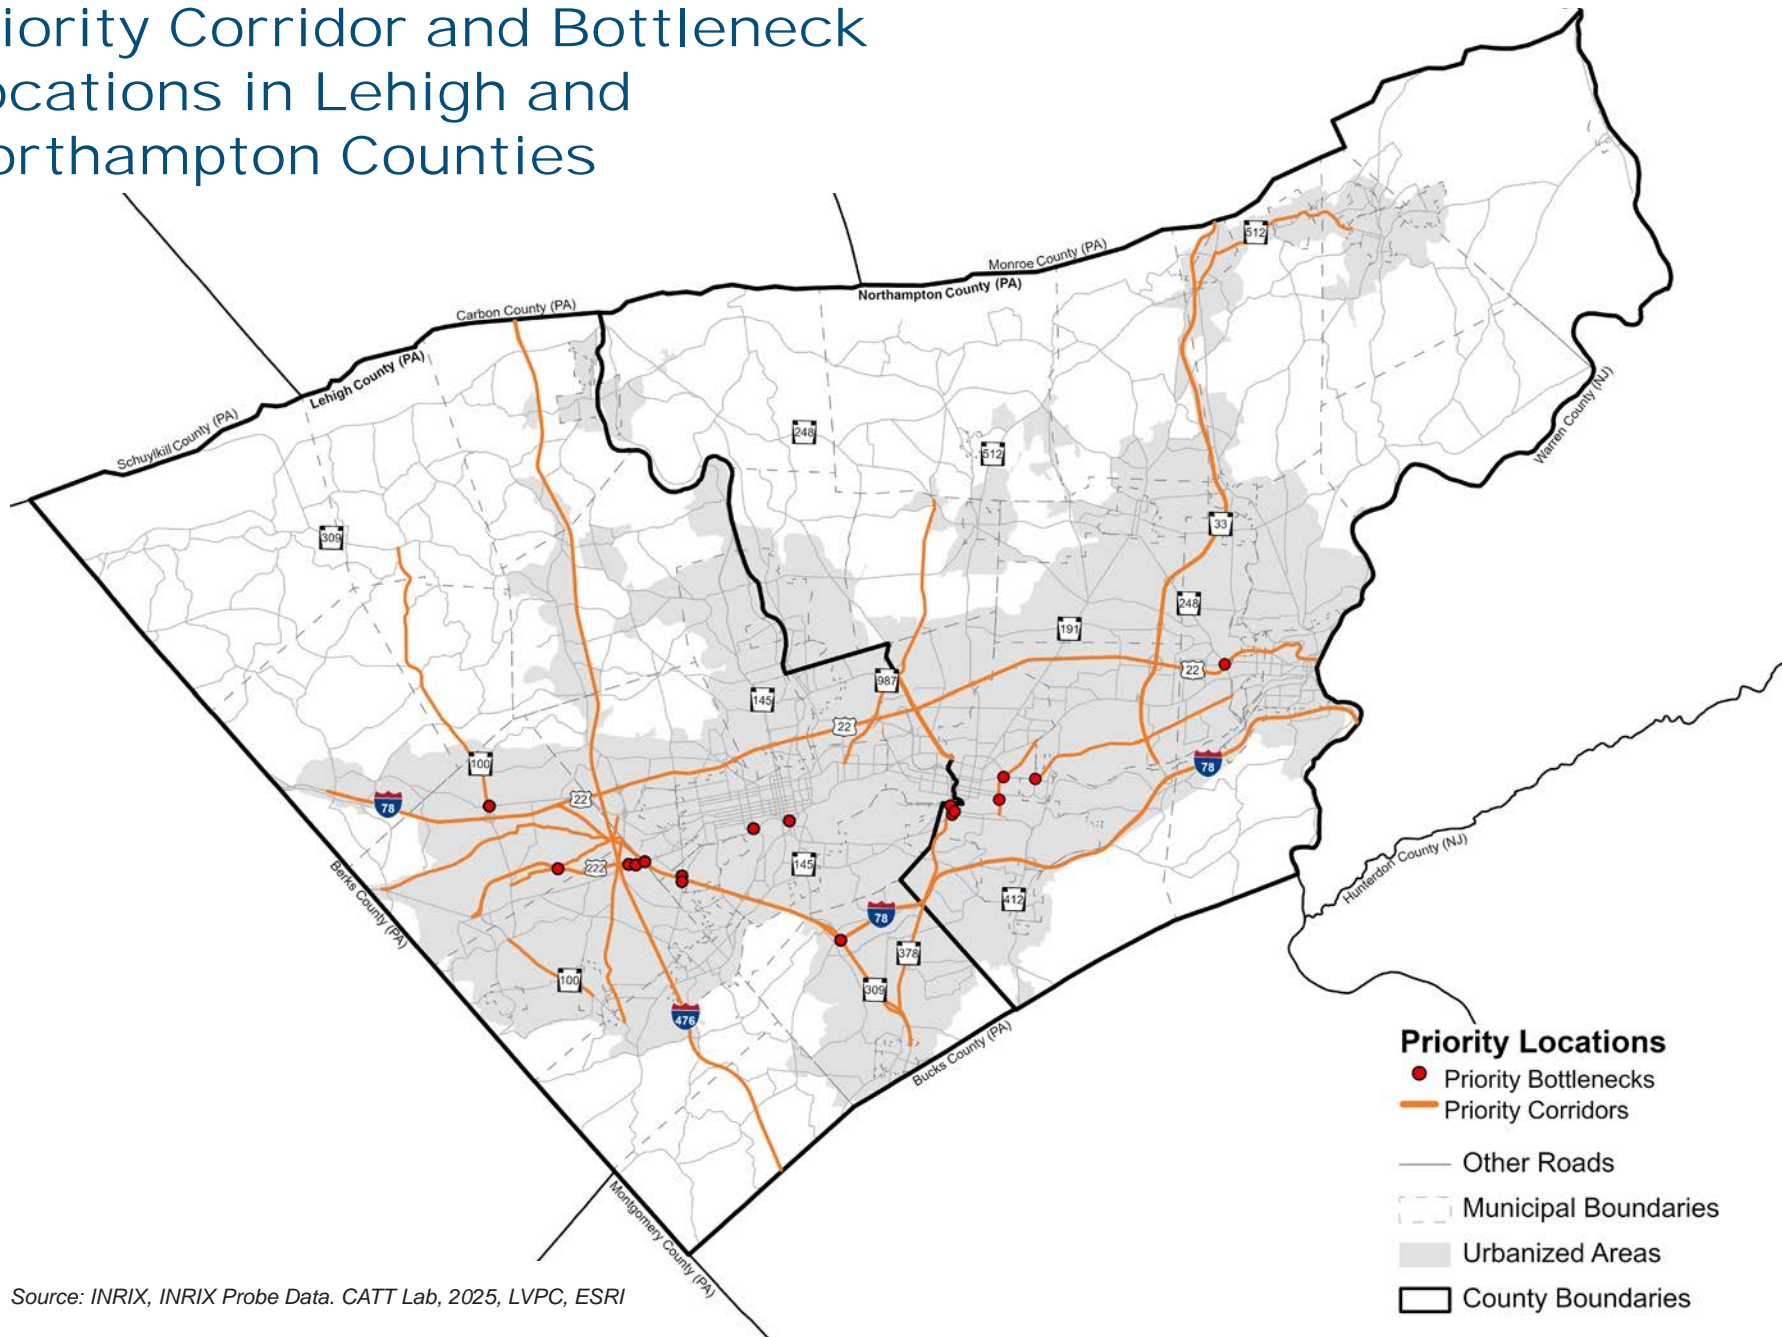 iority Corridor and Bottleneck
ocations in Lehigh and
orthampton Counties
Monroe County (PA)
Northampton County (PA)
Carbon County (PA)
Lehigh County (PA)
Schuylkill County (PA)
Warren County (NJ)
Hunterdon County (NJ)
Berks County (PA)
Bucks County (PA)
Montgomery County (PA)
512
248
512
309
33
248
191
22
987
145
22
100
78
22
78
222
145
412
78
378
309
100
476
Priority Locations
Priority Bottlenecks
Priority Corridors
Other Roads
Municipal Boundaries
Urbanized Areas
County Boundaries
Source: INRIX, INRIX Probe Data. CATT Lab, 2025, LVPC, ESRI